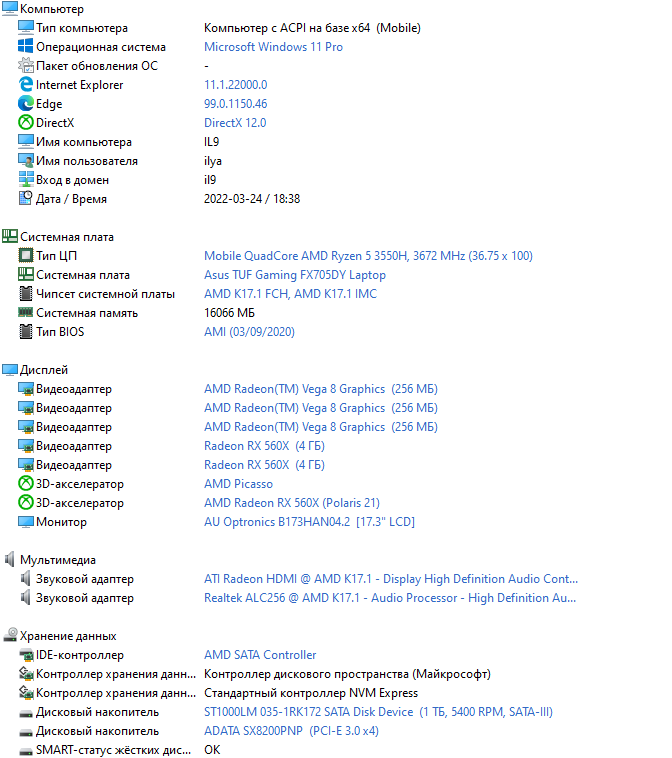 Компьютер
Тип компьютера Компьютер с ACPI на базе x64 (Mobile)
Операционная система Microsoft Windows 11 Pro
Пакет обновления ОС -
Internet Explorer 11.1.22000.0
Edge 99.0.1150.46
DirectX DirectX 12.0
Имя компьютера IL9
Имя пользователя ilya
Вход в домен il9
Дата / Время 2022-03-24 / 18:38
Системная плата
Тип ЦП Mobile QuadCore AMD Ryzen 5 3550H, 3672 MHz (36.75 x 100)
Системная плата Asus TUF Gaming FX705DY Laptop
Чипсет системной платы AMD K17.1 FCH, AMD K17.1 IMC
Системная память 16066 МБ
Тип BIOS AMI (03/09/2020)
Дисплей
Видеоадаптер AMD Radeon(TM) Vega 8 Graphics (256 МБ)
Видеоадаптер AMD Radeon(TM) Vega 8 Graphics (256 МБ)
Видеоадаптер AMD Radeon(TM) Vega 8 Graphics (256 МБ)
Видеоадаптер Radeon RX 560X (4 ГБ)
Видеоадаптер Radeon RX 560X (4 ГБ)
3D-акселератор AMD Picasso
3D-акселератор AMD Radeon RX 560X (Polaris 21)
Монитор AU Optronics B173HAN04.2 [17.3" LCD]
Мультимедиа
Звуковой адаптер ATI Radeon HDMI @ AMD K17.1 - Display High Definition Audio Cont...
Звуковой адаптер Realtek ALC256 @ AMD K17.1 - Audio Processor - High Definition Au...
Хранение данных
IDE-контроллер AMD SATA Controller
Контроллер хранения данн... Контроллер дискового пространства (Майкрософт)
Контроллер хранения данн... Стандартный контроллер NVM Express
Дисковый накопитель ST1000LM 035-1RK172 SATA Disk Device (1 ТБ, 5400 RPM, SATA-III)
Дисковый накопитель ADATA SX8200PNP (PCI-E 3.0 x4)
SMART-статус жёстких дис... OK